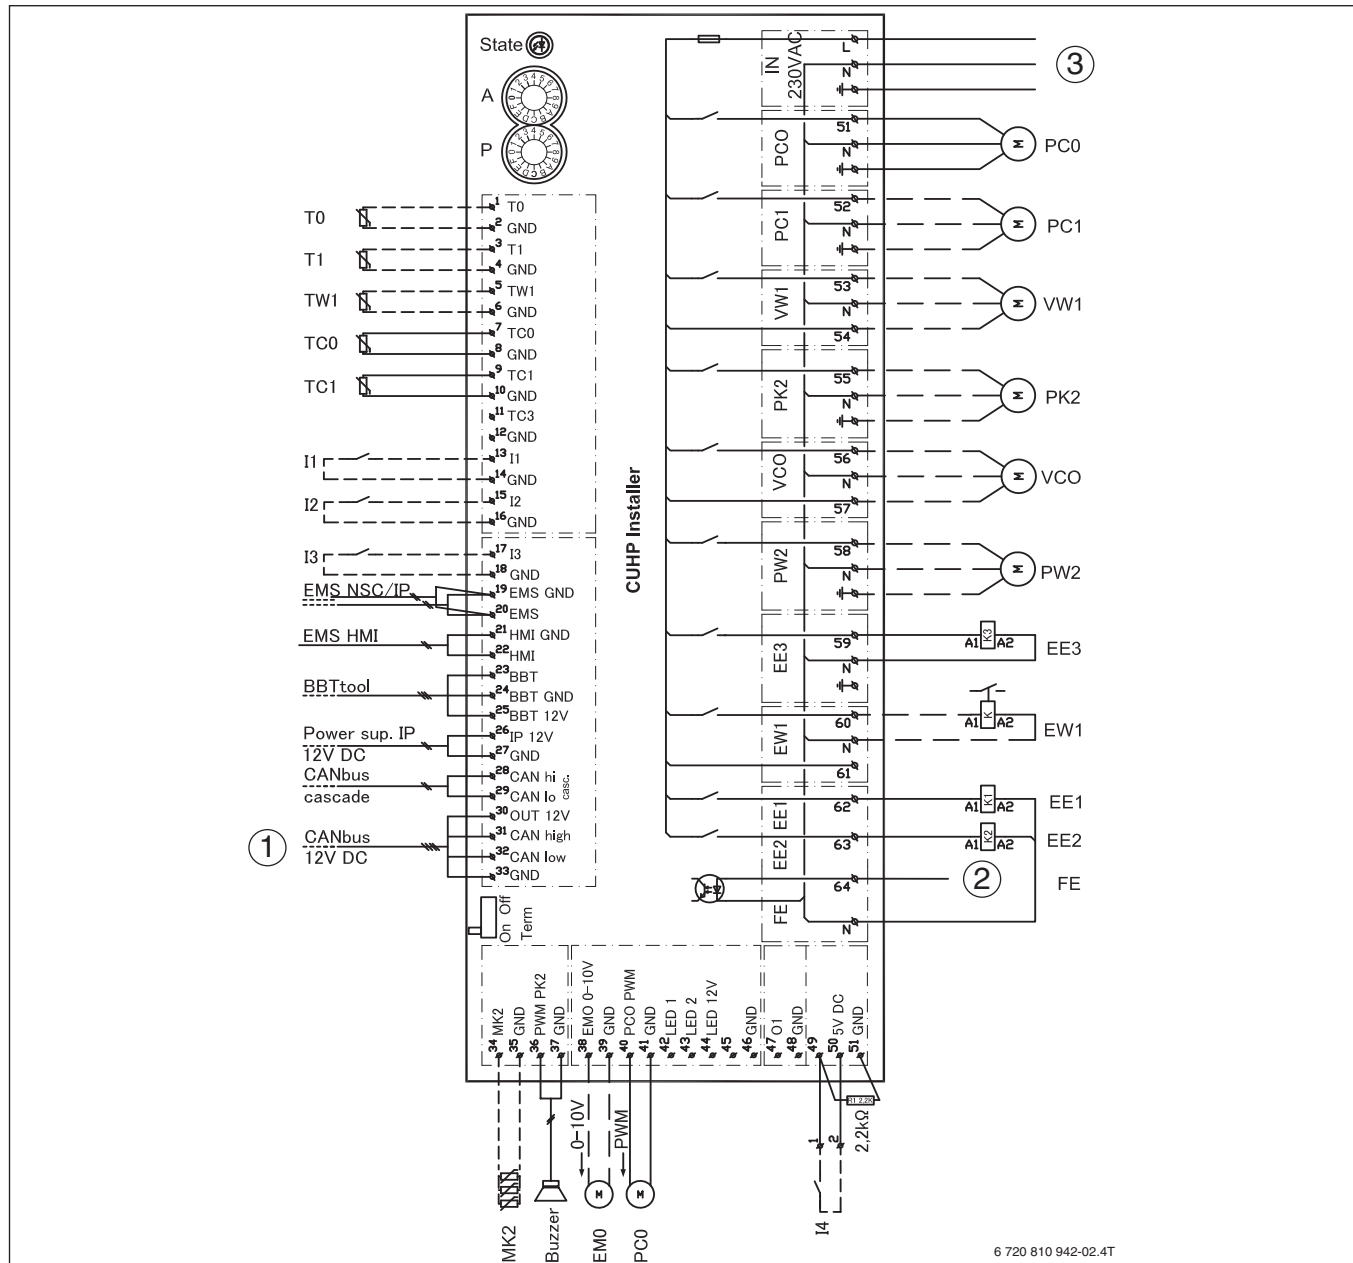 State
A
P
T0
T1
TW1
TC0
TC1
I1
I2
I3
EMS NSC/IP
EMS HMI
BBTtool
Power sup. IP
12V DC
CANbus
cascade
1
CANbus
12V DC
1 T0
2 GND
3 T1
4 GND
5 TW1
6 GND
7 TC0
8 GND
9 TC1
10 GND
11 TC3
12 GND
13 I1
14 GND
15 I2
16 GND
17 I3
18 GND
19 EMS GND
20 EMS
21 HMI GND
22 HMI
23 BBT
24 BBT GND
25 BBT 12V
26 IP 12V
27 GND
28 CAN hi
29 CAN lo
casc.
30 OUT 12V
31 CAN high
32 CAN low
33 GND
On Off
Term
CUHP Installer
IN
230VAC
L
N
3
PCO
51
N
M
PC0
PC1
52
N
M
PC1
VW1
53
N
54
M
VW1
PK2
55
N
M
PK2
VCO
56
N
57
M
VCO
PW2
58
N
M
PW2
EE3
59
N
A1 K3 A2
EE3
EW1
60
N
61
A1 K A2
EW1
EE1
62
A1 K1 A2
EE1
EE2
63
A1 K2 A2
EE2
FE
64
N
2
FE
34 MK2
35 GND
36 PWM PK2
37 GND
38 EMO 0-10V
39 GND
40 PCO PWM
41 GND
42 LED 1
43 LED 2
44 LED 12V
45
46 GND
47 O1
48 GND
49
50 5V DC
51 GND
R1 2,2K
2,2kΩ
1
2
0-10V
PWM
M
M
MK2
Buzzer
EM0
PC0
I4
6 720 810 942-02.4T